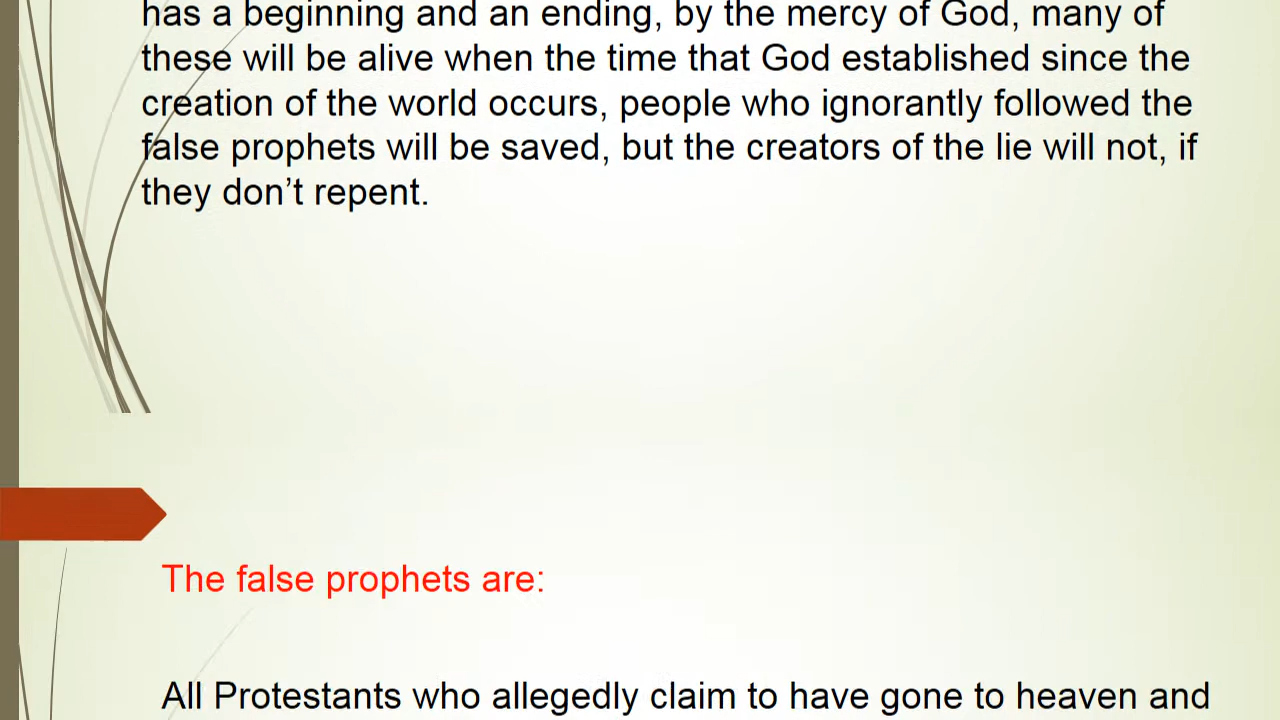 has a beginning and an ending, by the mercy of God, many of
these will be alive when the time that God established since the
creation of the world occurs, people who ignorantly followed the
false prophets will be saved, but the creators of the lie will not, if
they don’t repent.
The false prophets are:
All Protestants who allegedly claim to have gone to heaven and